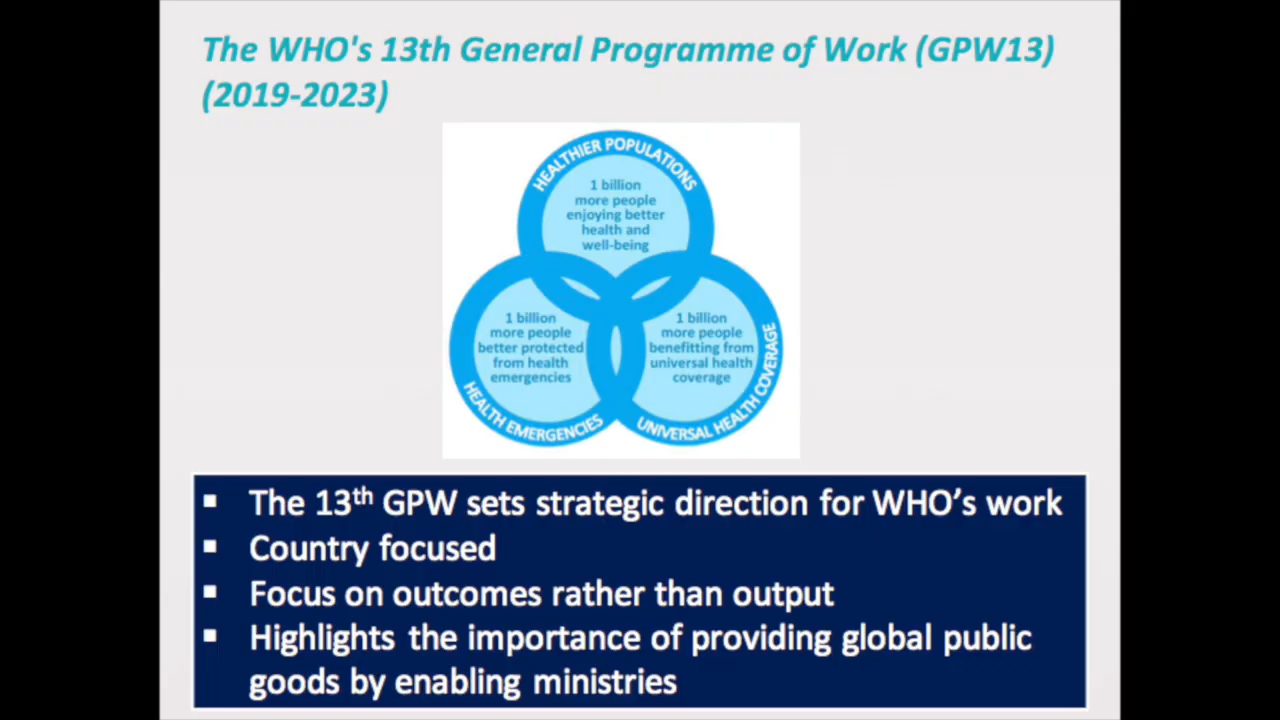 The WHO's 13th General Programme of Work (GPW13)
(2019-2023)
HEALTHIER POPULATIONS
1 billion
more people
enjoying better
health and
well-being
1 billion
more people
better protected
from health
emergencies
HEALTH EMERGENCIES
1 billion
more people
benefitting from
universal health
coverage
UNIVERSAL HEALTH COVERAGE
▪ The 13th GPW sets strategic direction for WHO’s work
▪ Country focused
▪ Focus on outcomes rather than output
▪ Highlights the importance of providing global public
goods by enabling ministries